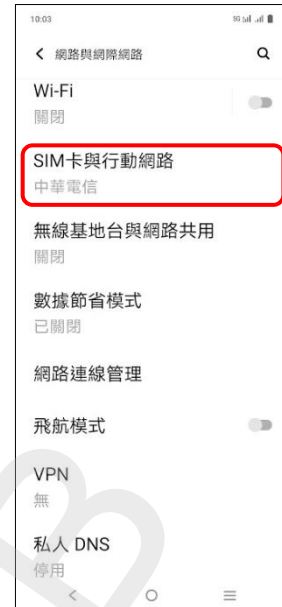 10:03
5G
網路與網際網路
Wi-Fi
關閉
SIM卡與行動網路
中華電信
無線基地台與網路共用
關閉
數據節省模式
已關閉
網路連線管理
飛航模式
VPN
無
私人 DNS
停用